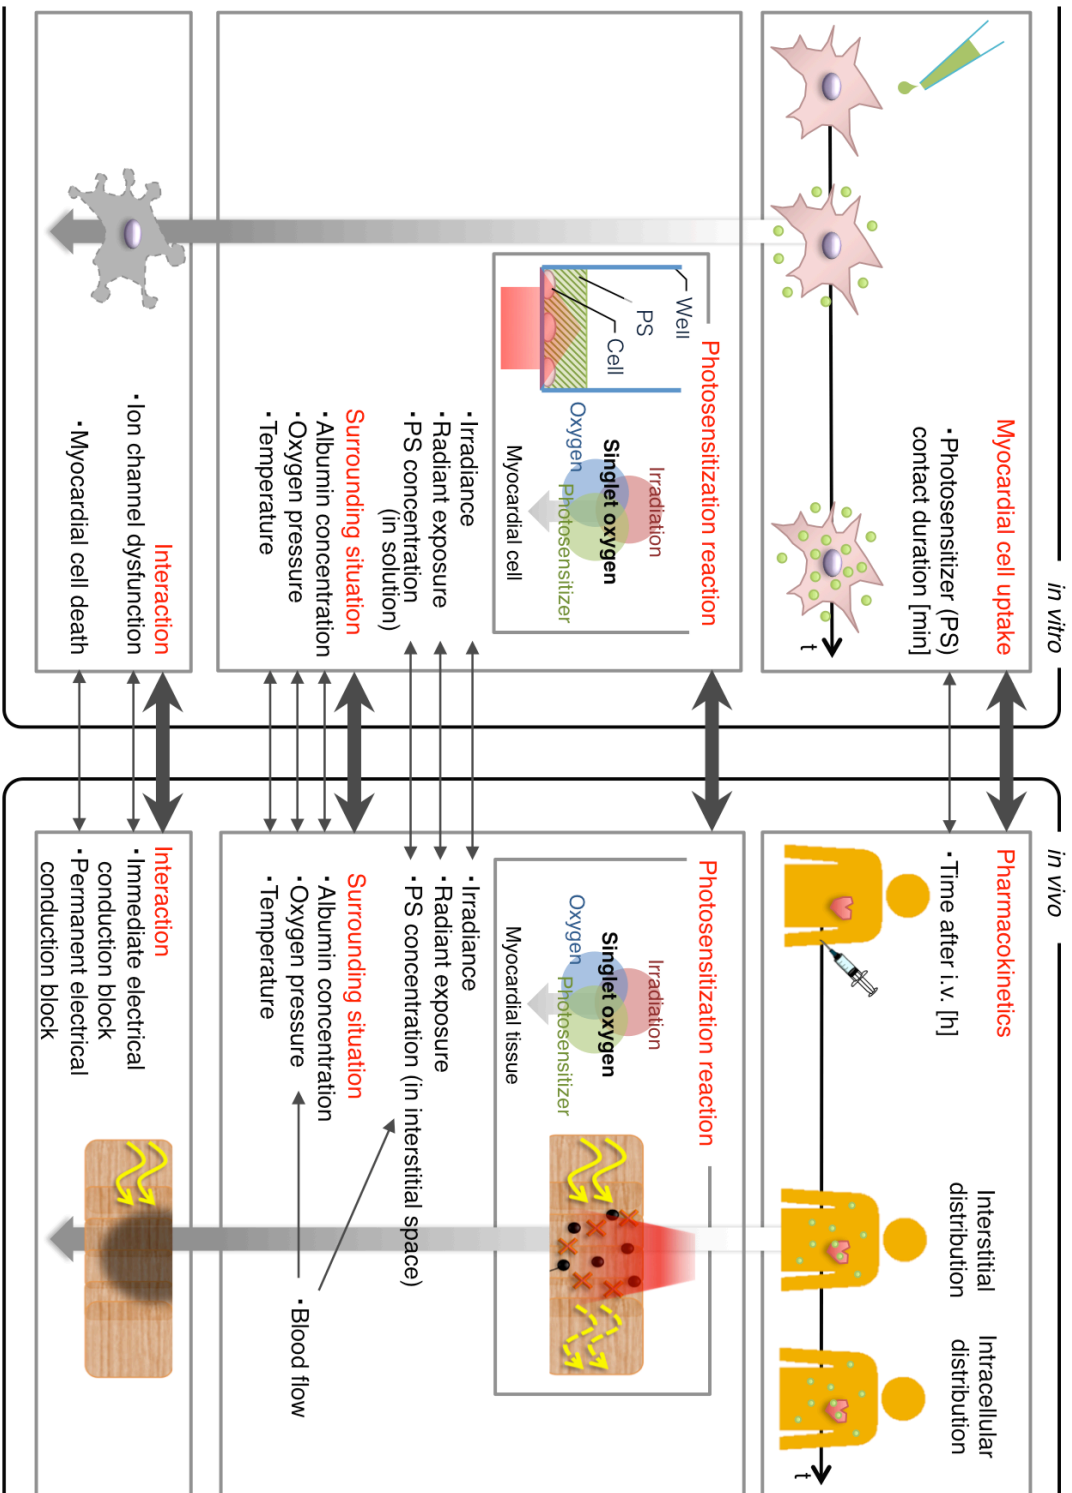 in vitro
Myocardial cell uptake
・Photosensitizer (PS)
contact duration [min]
t
Photosensitization reaction
Well
PS
Cell
Irradiation
Singlet oxygen
Oxygen
Photosensitizer
Myocardial cell
・Irradiance
・Radiant exposure
・PS concentration
(in solution)
Surrounding situation
・Albumin concentration
・Oxygen pressure
・Temperature
Interaction
・Ion channel dysfunction
・Myocardial cell death
in vivo
Pharmacokinetics
・Time after i.v. [h]
Interstitial
distribution
Intracellular
distribution
t
Photosensitization reaction
Irradiation
Singlet oxygen
Oxygen
Photosensitizer
Myocardial tissue
・Irradiance
・Radiant exposure
・PS concentration (in interstitial space)
Surrounding situation
・Albumin concentration
・Oxygen pressure
・Temperature
・Blood flow
Interaction
・Immediate electrical
conduction block
・Permanent electrical
conduction block